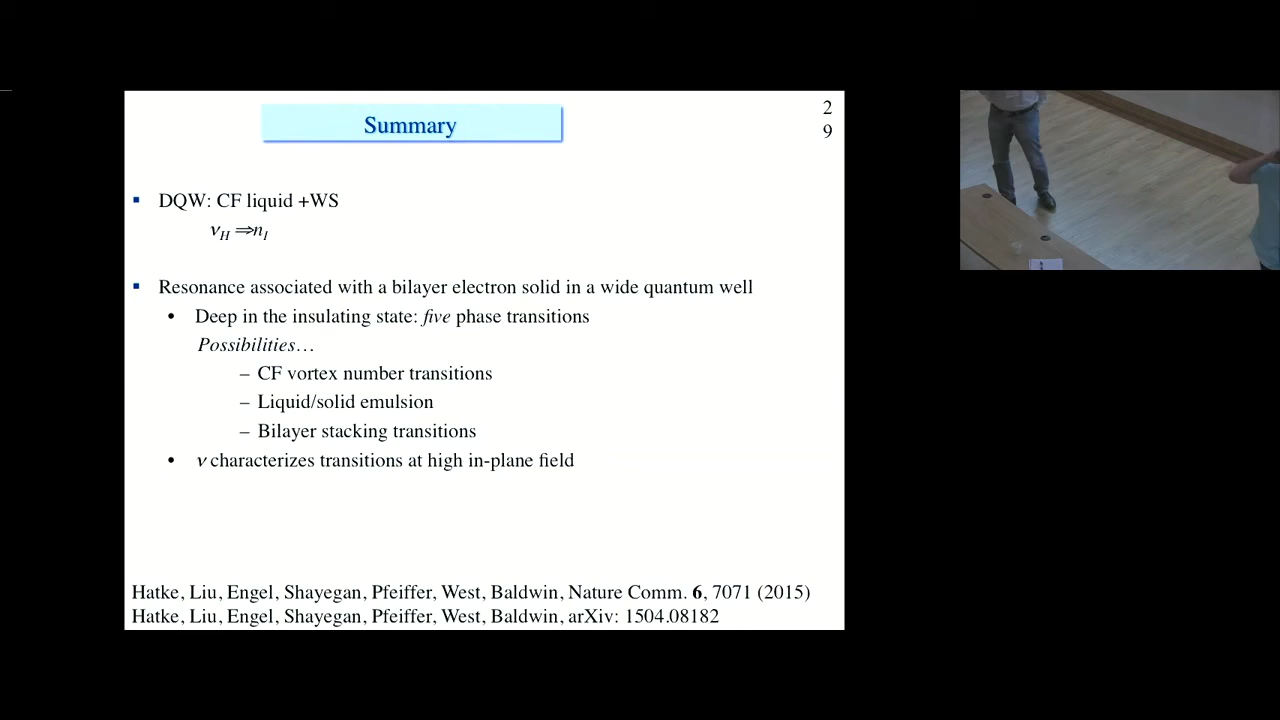 Summary
2
9
▪ DQW: CF liquid +WS
ν_H ⇒n_I
▪ Resonance associated with a bilayer electron solid in a wide quantum well
• Deep in the insulating state: five phase transitions
Possibilities…
– CF vortex number transitions
– Liquid/solid emulsion
– Bilayer stacking transitions
• ν characterizes transitions at high in-plane field
Hatke, Liu, Engel, Shayegan, Pfeiffer, West, Baldwin, Nature Comm. 6, 7071 (2015)
Hatke, Liu, Engel, Shayegan, Pfeiffer, West, Baldwin, arXiv: 1504.08182